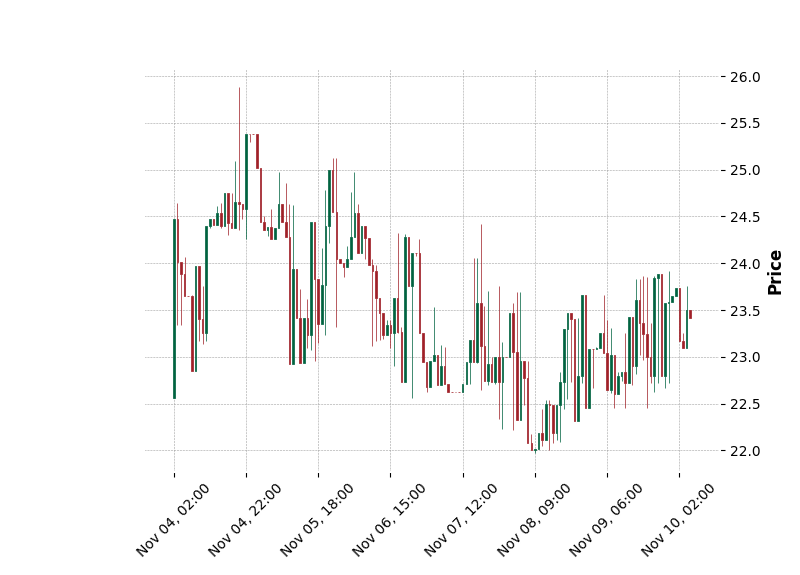 26.0
25.5
25.0
24.5
24.0
23.5
23.0
22.5
22.0
Price
Nov 04, 02:00
Nov 04, 22:00
Nov 05, 18:00
Nov 06, 15:00
Nov 07, 12:00
Nov 08, 09:00
Nov 09, 06:00
Nov 10, 02:00